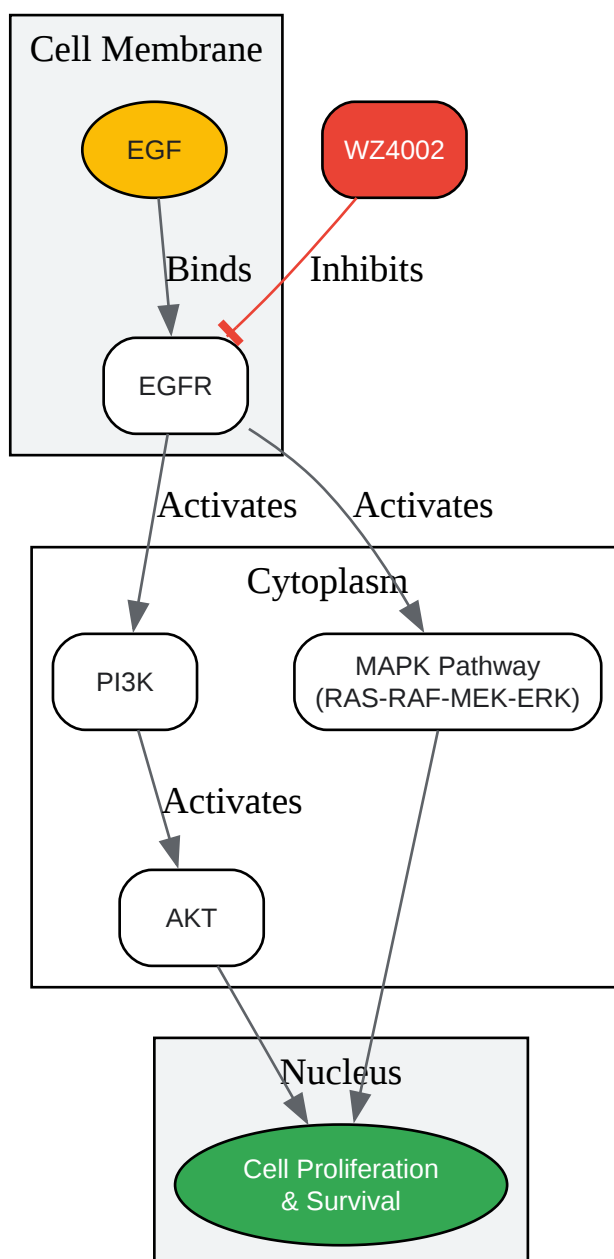 Cell Membrane
EGF
WZ4002
Binds
Inhibits
EGFR
Activates
Activates
Cytoplasm
PI3K
MAPK Pathway
(RAS-RAF-MEK-ERK)
Activates
AKT
Nucleus
Cell Proliferation
& Survival